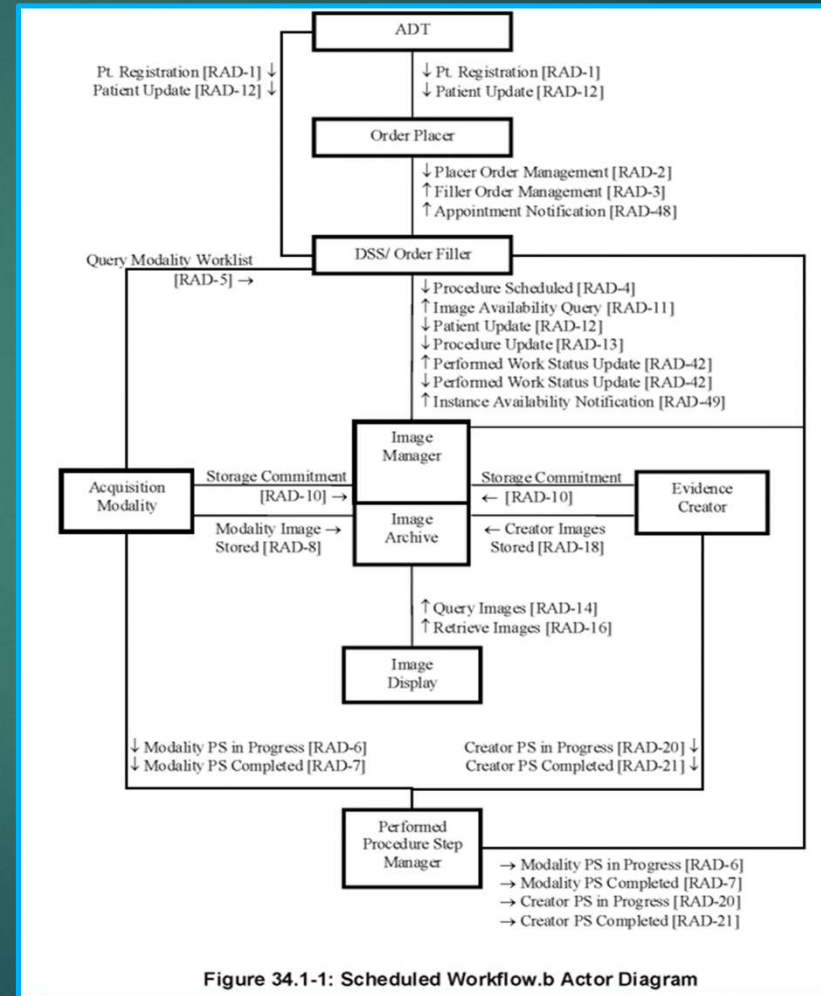 ADT
Pt. Registration [RAD-1] ↓
Patient Update [RAD-12] ↓
↓ Pt. Registration [RAD-1]
↓ Patient Update [RAD-12]
Order Placer
↓ Placer Order Management [RAD-2]
↑ Filler Order Management [RAD-3]
↑ Appointment Notification [RAD-48]
DSS/ Order Filler
Query Modality Worklist
[RAD-5] →
↓ Procedure Scheduled [RAD-4]
↑ Image Availability Query [RAD-11]
↓ Patient Update [RAD-12]
↓ Procedure Update [RAD-13]
↑ Performed Work Status Update [RAD-42]
↓ Performed Work Status Update [RAD-42]
↑ Instance Availability Notification [RAD-49]
Image
Manager
Acquisition
Modality
Storage Commitment
[RAD-10] →
Modality Image →
Stored [RAD-8]
Image
Archive
Storage Commitment
← [RAD-10]
← Creator Images
Stored [RAD-18]
Evidence
Creator
↑ Query Images [RAD-14]
↑ Retrieve Images [RAD-16]
Image
Display
↓ Modality PS in Progress [RAD-6]
↓ Modality PS Completed [RAD-7]
Creator PS in Progress [RAD-20] ↓
Creator PS Completed [RAD-21] ↓
Performed
Procedure Step
Manager
→ Modality PS in Progress [RAD-6]
→ Modality PS Completed [RAD-7]
→ Creator PS in Progress [RAD-20]
→ Creator PS Completed [RAD-21]
Figure 34.1-1: Scheduled Workflow.b Actor Diagram